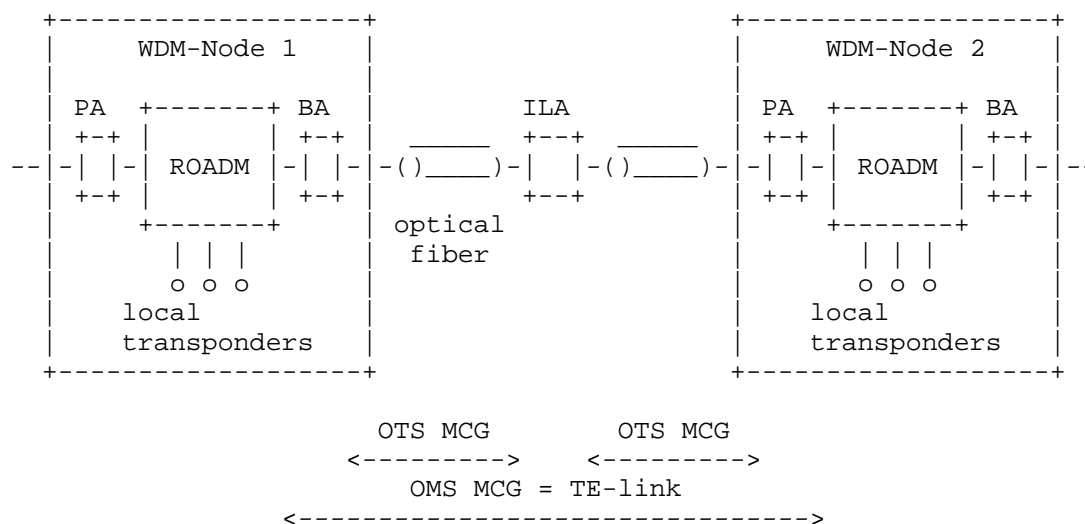 WDM-Node 1 WDM-Node 2
PA BA ILA PA BA
ROADM ROADM
optical
fiber
local local
transponders transponders
OTS MCG OTS MCG
OMS MCG = TE-link